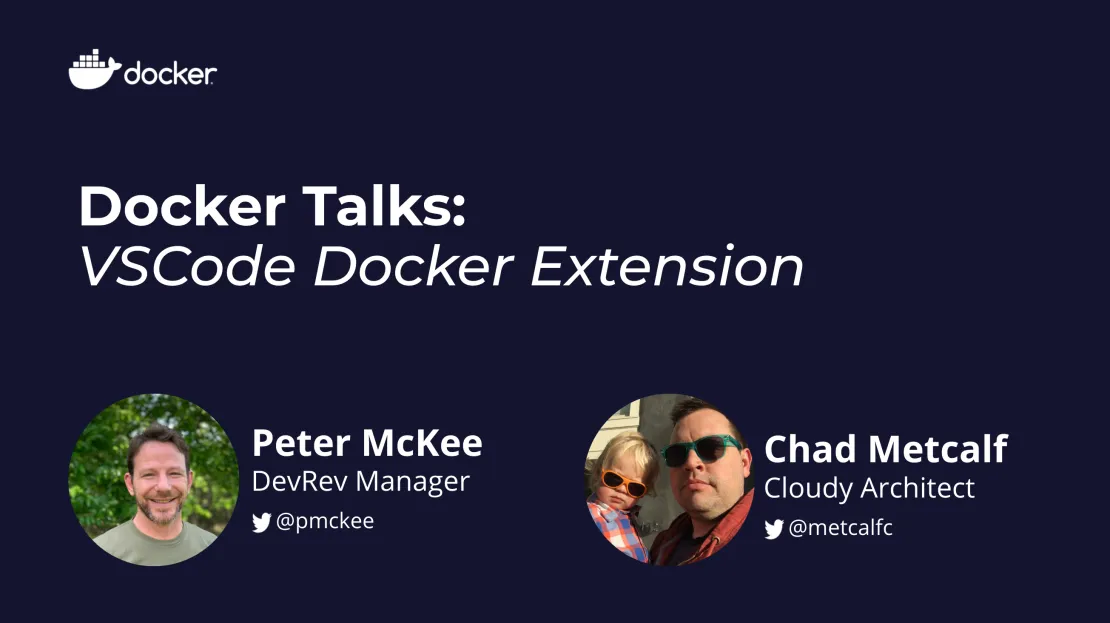 docker
Docker Talks:
VSCode Docker Extension
Peter McKee
DevRev Manager
@pmckee
Chad Metcalf
Cloudy Architect
@metcalfc